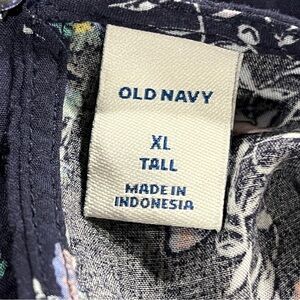 OLD NAVY
XL
TALL
MADE IN
INDONESIA